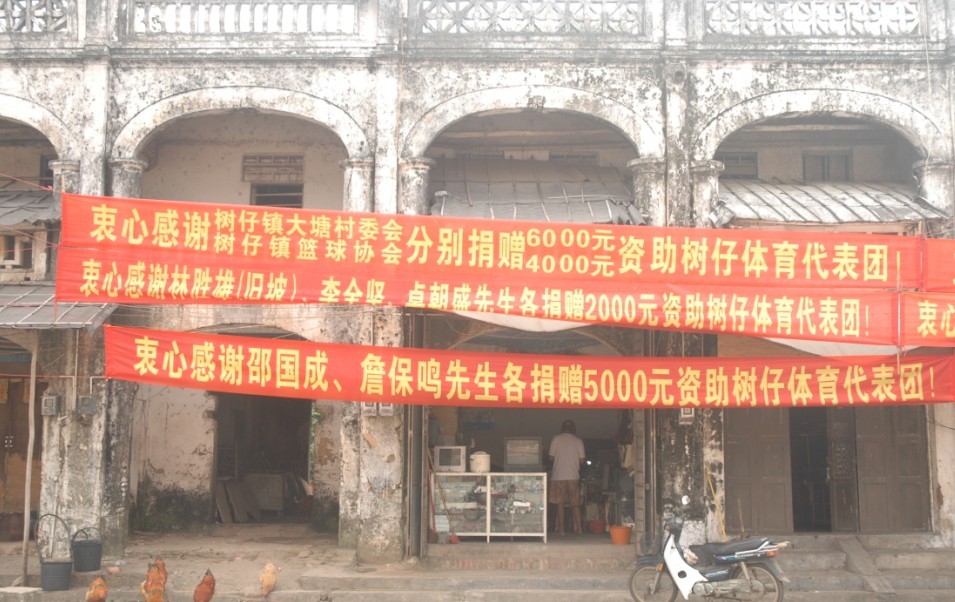 衷心感谢树仔镇大塘村委会 树仔镇篮球协会分别捐赠6000元 4000元资助树仔体育代表团!
衷心感谢林胜雄(旧坡)、李全坚、卓朝盛先生各捐赠2000元资助树仔体育代表团!
衷心
衷心感谢邵国成、詹保鸣先生各捐赠5000元资助树仔体育代表团!